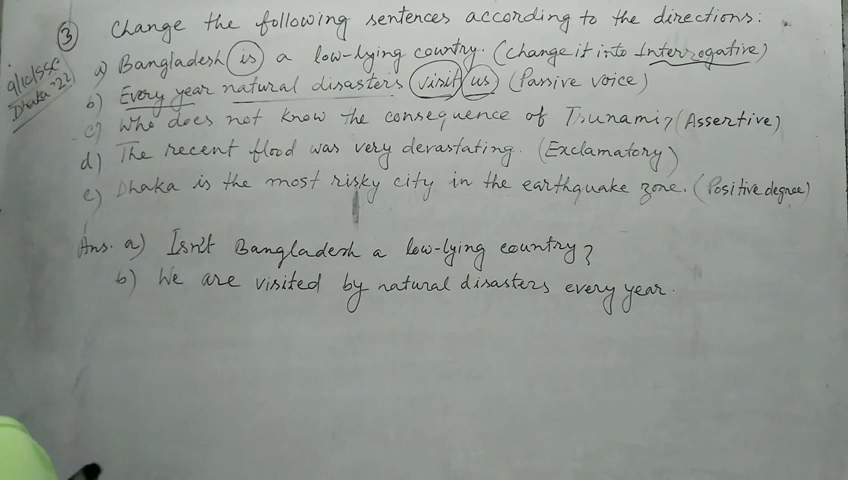 ③ Change the following sentences according to the directions:
9/10/SSC
Dhaka '22
a) Bangladesh is a low-lying country. (Change it into Interrogative)
b) Every year natural disasters visit us (Passive voice)
c) Who does not know the consequence of Tsunami? (Assertive)
d) The recent flood was very devastating. (Exclamatory)
e) Dhaka is the most risky city in the earthquake zone. (Positive degree)
Ans. a) Isn't Bangladesh a low-lying country?
b) We are visited by natural disasters every year.